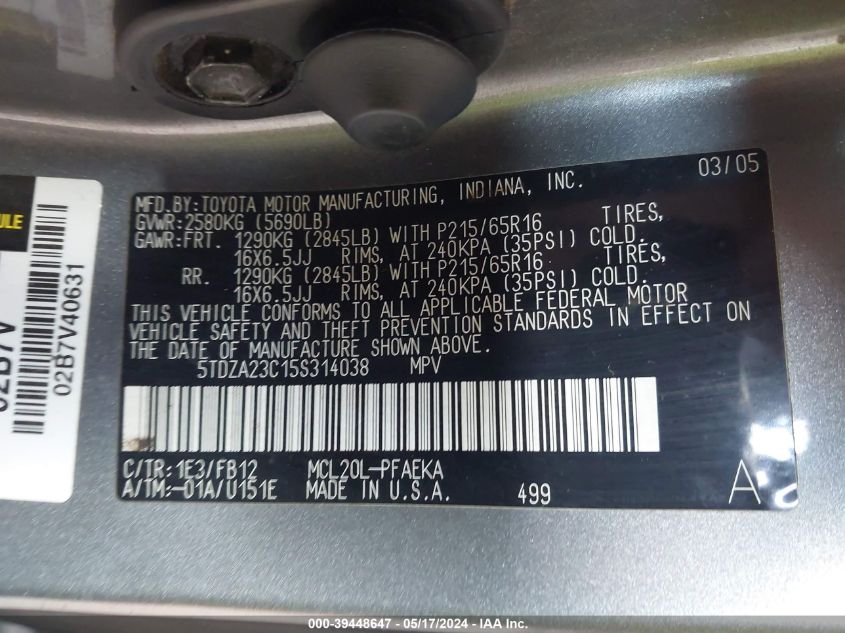 MFD.BY:TOYOTA MOTOR MANUFACTURING, INDIANA, INC. 03/05
GVWR:2580KG (5690LB)
GAWR:FRT. 1290KG (2845LB) WITH P215/65R16 TIRES,
16X6.5JJ RIMS, AT 240KPA (35PSI) COLD.
RR. 1290KG (2845LB) WITH P215/65R16 TIRES,
16X6.5JJ RIMS, AT 240KPA (35PSI) COLD.
THIS VEHICLE CONFORMS TO ALL APPLICABLE FEDERAL MOTOR
VEHICLE SAFETY AND THEFT PREVENTION STANDARDS IN EFFECT ON
THE DATE OF MANUFACTURE SHOWN ABOVE.
5TDZA23C15S314038 MPV
C/TR:1E3/FB12 MCL20L-PFAEKA
A/TM:-01A/U151E MADE IN U.S.A. 499 A
02B7V40631
000-39448647 - 05/17/2024 - IAA Inc.